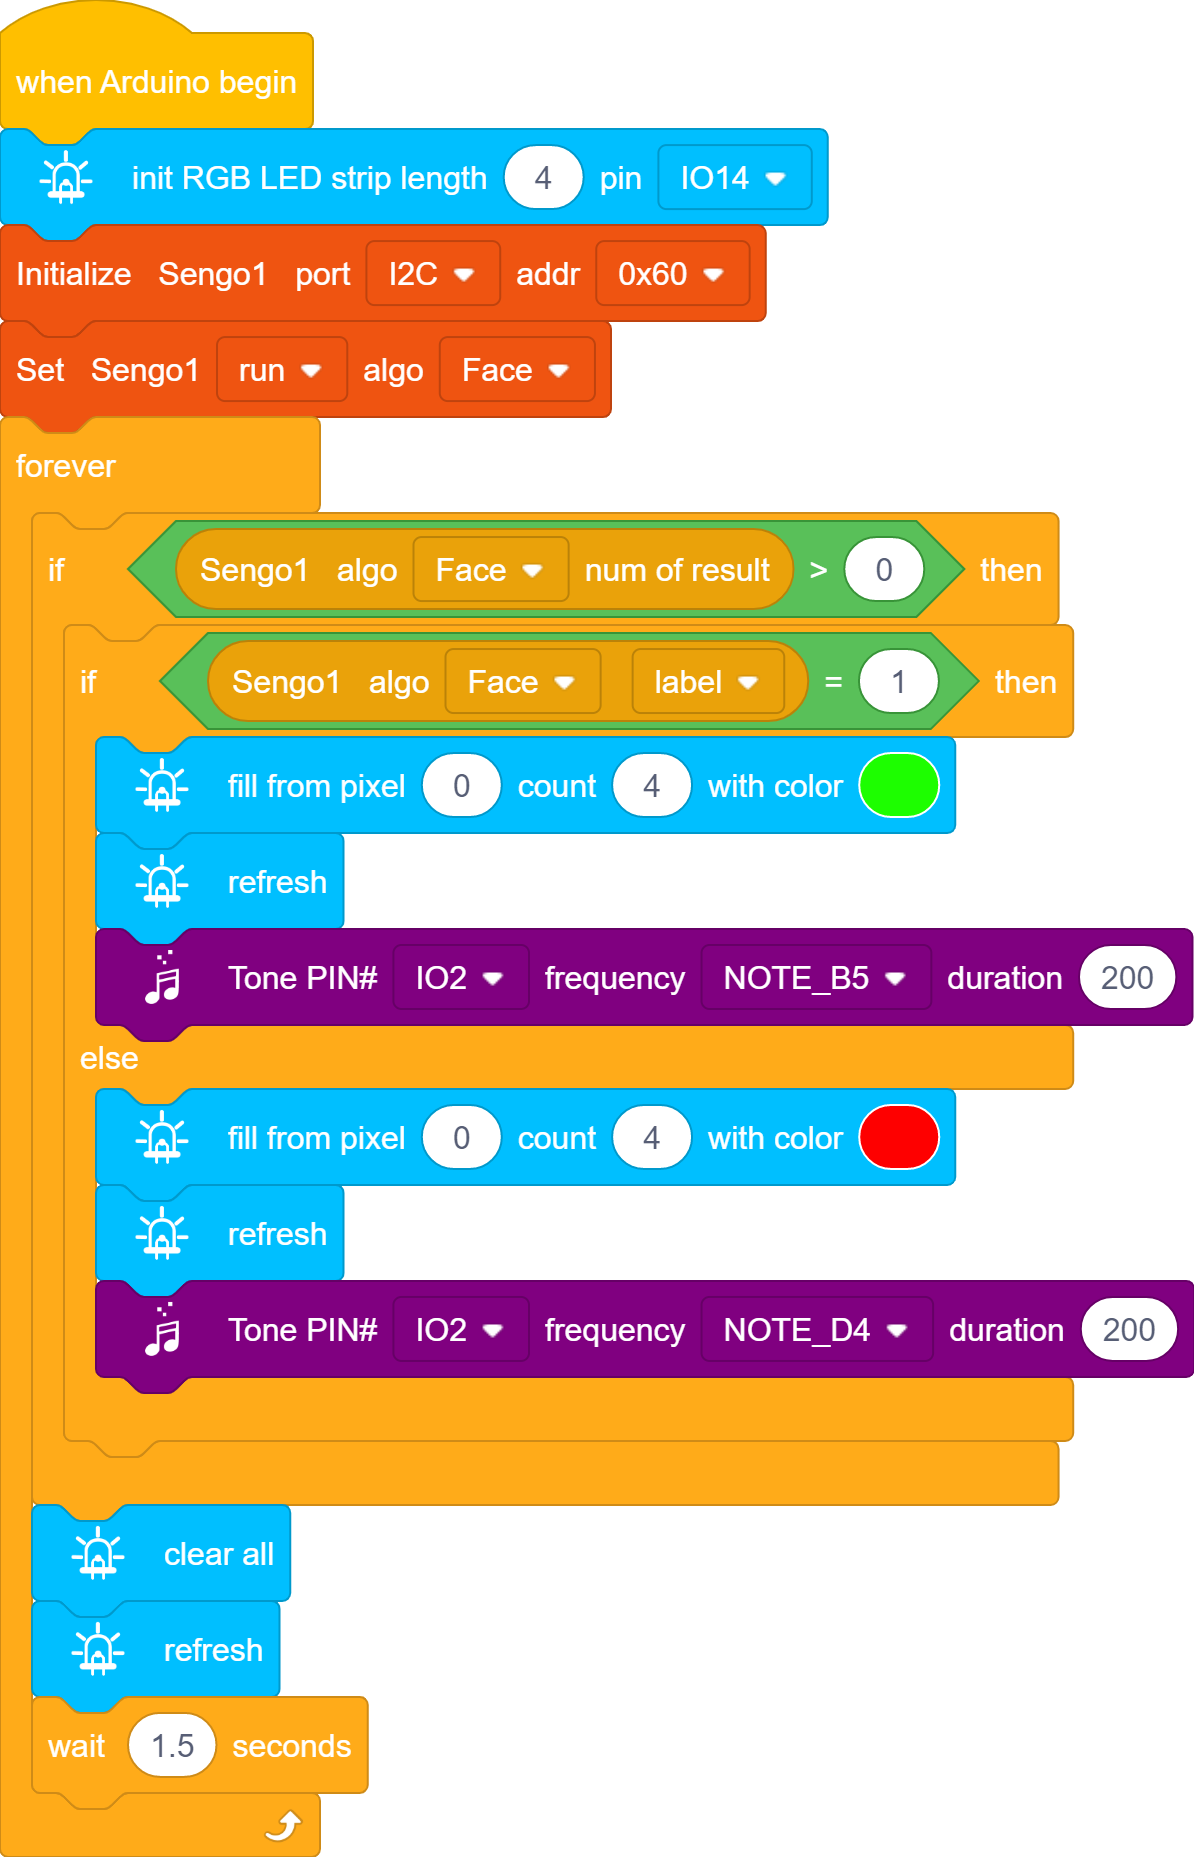 when Arduino begin
init RGB LED strip length 4 pin IO14
Initialize Sengo1 port I2C addr 0x60
Set Sengo1 run algo Face
forever
if Sengo1 algo Face num of result > 0 then
if Sengo1 algo Face label = 1 then
fill from pixel 0 count 4 with color
refresh
Tone PIN# IO2 frequency NOTE_B5 duration 200
else
fill from pixel 0 count 4 with color
refresh
Tone PIN# IO2 frequency NOTE_D4 duration 200
clear all
refresh
wait 1.5 seconds